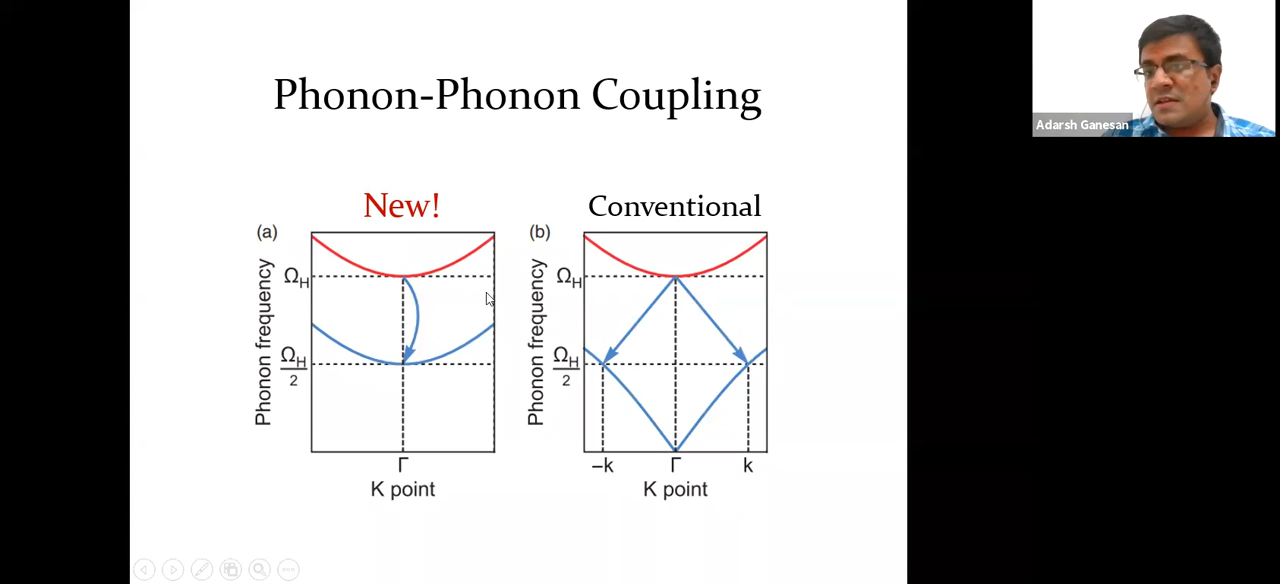 Phonon-Phonon Coupling
Adarsh Ganesan
New!
Conventional
(a)
Phonon frequency
Ω_H
Ω_H/2
Γ
K point
(b)
Phonon frequency
Ω_H
Ω_H/2
–k Γ k
K point